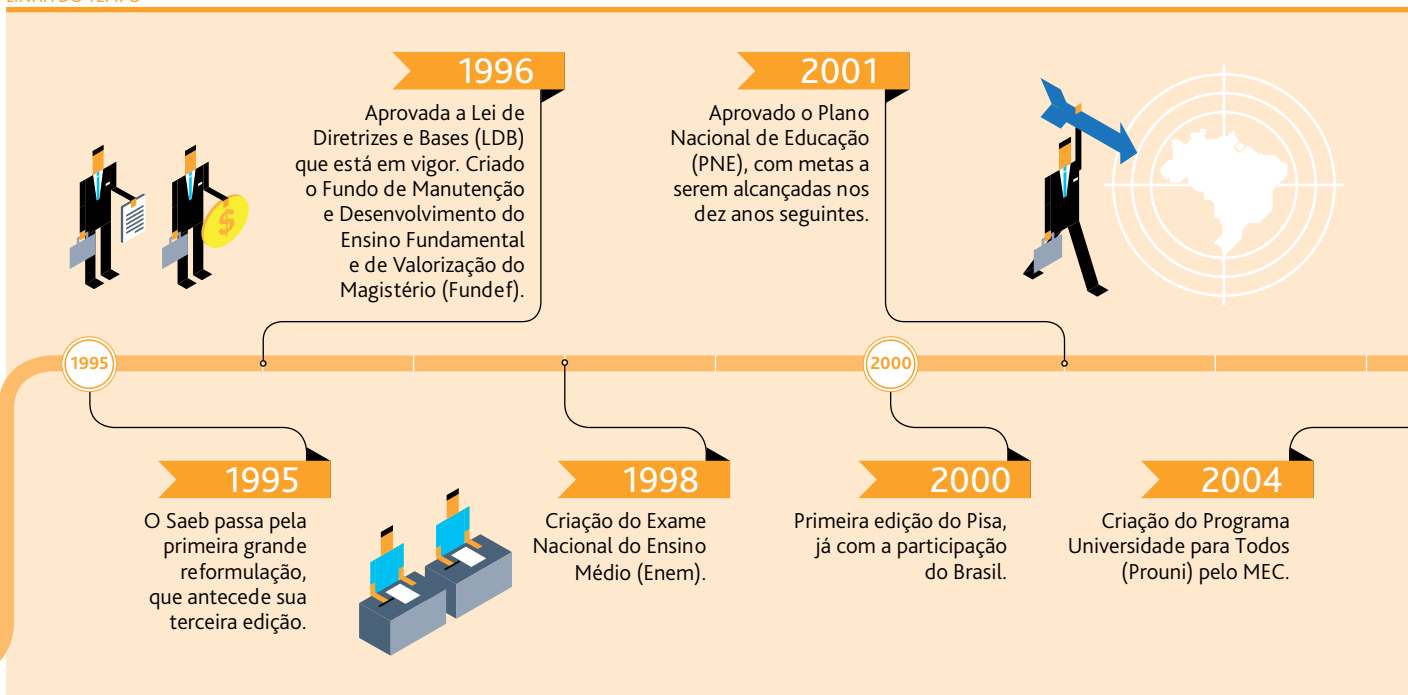 LINHA DO TEMPO
1996
Aprovada a Lei de
Diretrizes e Bases (LDB)
que está em vigor. Criado
o Fundo de Manutenção
e Desenvolvimento do
Ensino Fundamental
e de Valorização do
Magistério (Fundef).
2001
Aprovado o Plano
Nacional de Educação
(PNE), com metas a
serem alcançadas nos
dez anos seguintes.
$
1995
2000
1995
O Saeb passa pela
primeira grande
reformulação,
que antecede sua
terceira edição.
1998
Criação do Exame
Nacional do Ensino
Médio (Enem).
2000
Primeira edição do Pisa,
já com a participação
do Brasil.
2004
Criação do Programa
Universidade para Todos
(Prouni) pelo MEC.